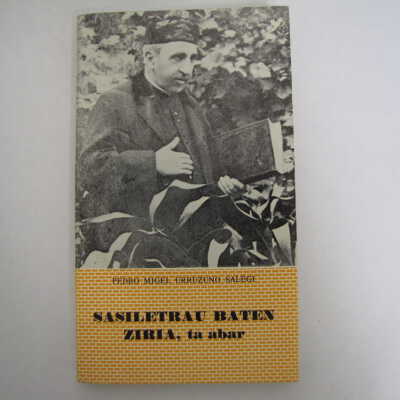 PEDRO MIGEL URRUZUNO SALEGI
SASILETRAU BATEN
ZIRIA, ta abar